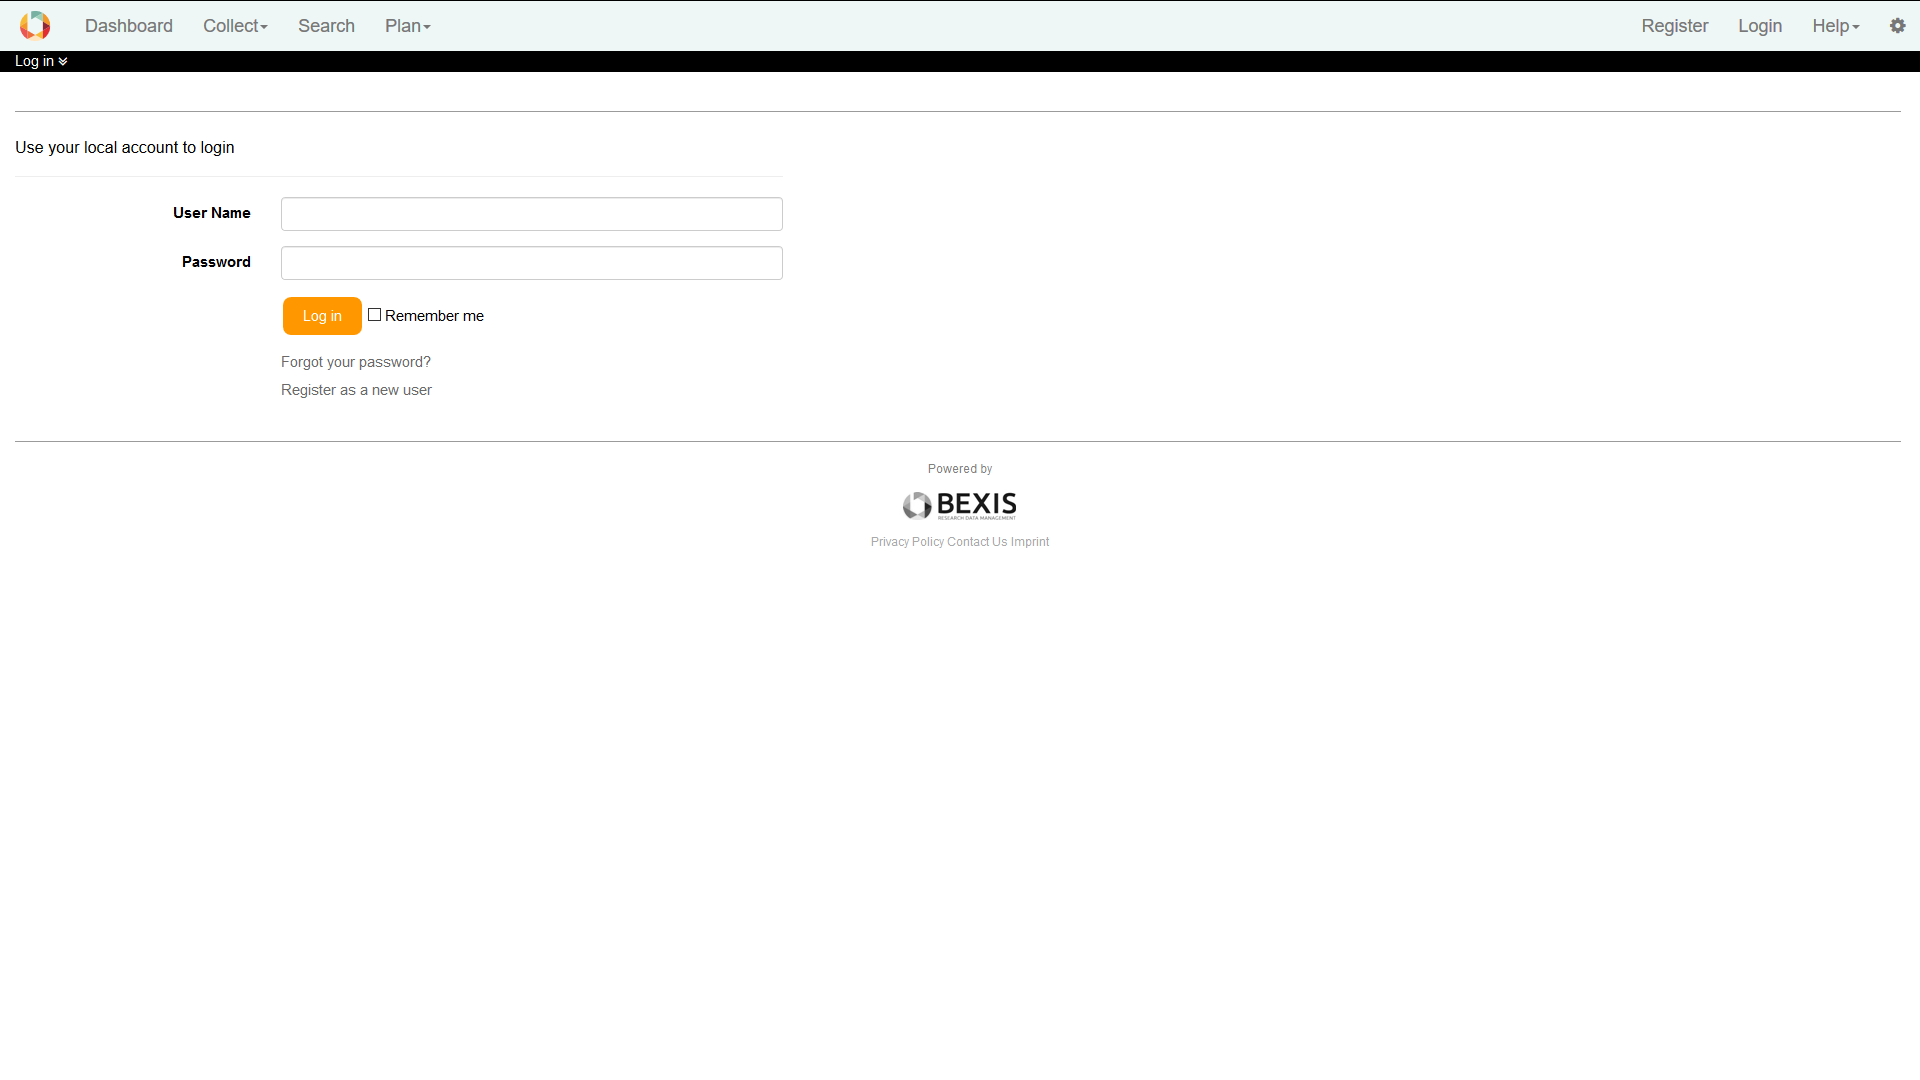 Dashboard Collect Search Plan Register Login Help
Log in
Use your local account to login
User Name
Password
Log in Remember me
Forgot your password?
Register as a new user
Powered by
BEXIS
RESEARCH DATA MANAGEMENT
Privacy Policy Contact Us Imprint